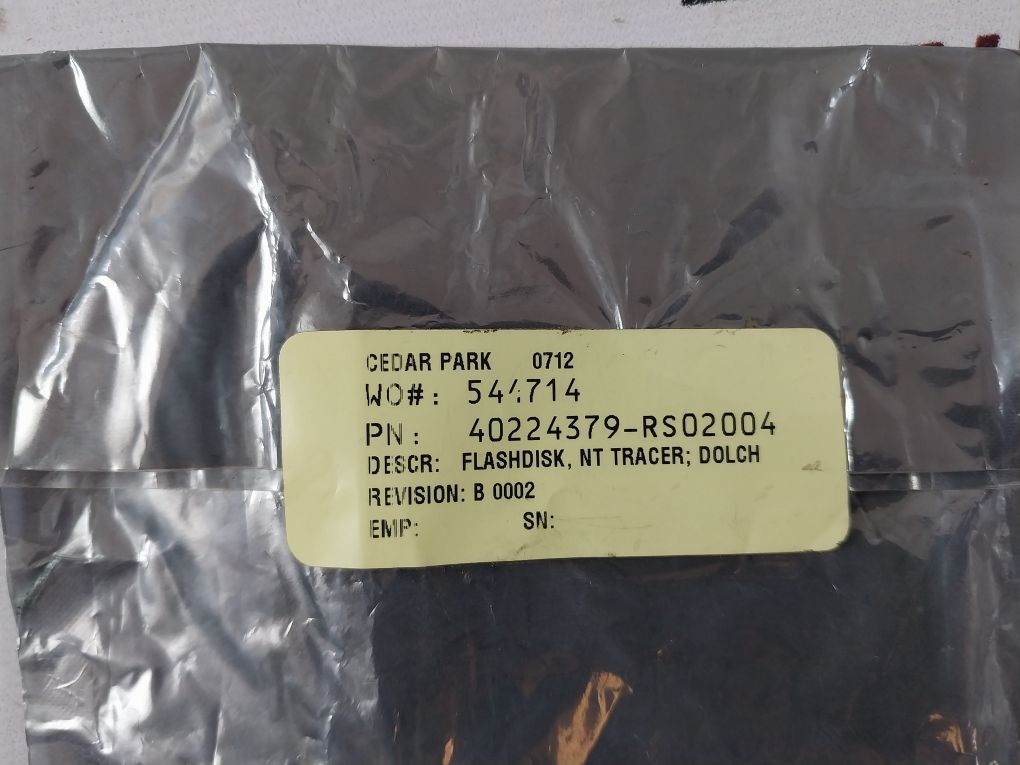 CEDAR PARK 0712
WO#: 544714
PN: 40224379-RS02004
DESCR: FLASHDISK, NT TRACER; DOLCH
REVISION: B 0002
EMP: SN: